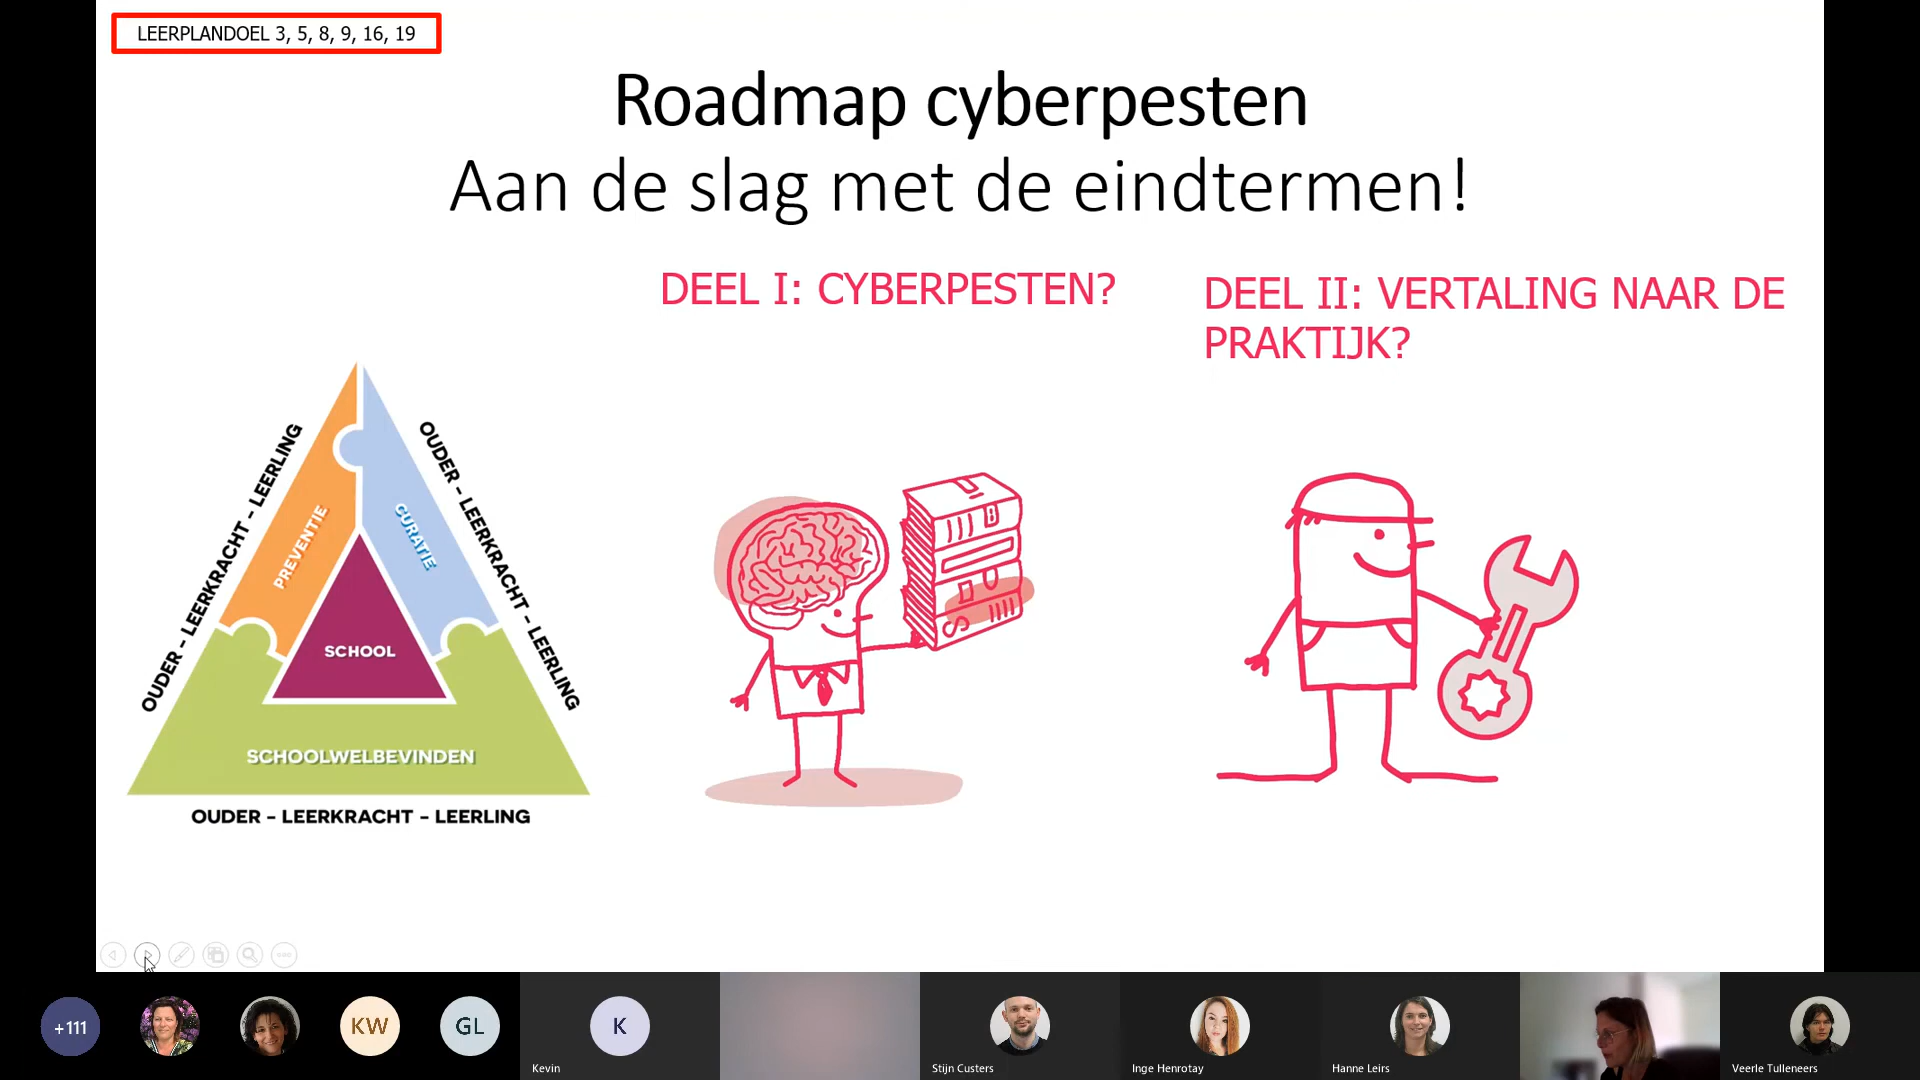 LEERPLANDOEL 3, 5, 8, 9, 16, 19
Roadmap cyberpesten
Aan de slag met de eindtermen!
DEEL I: CYBERPESTEN?
DEEL II: VERTALING NAAR DE
PRAKTIJK?
OUDER – LEERKRACHT – LEERLING
OUDER – LEERKRACHT – LEERLING
PREVENTIE
CURATIE
SCHOOL
SCHOOLWELBEVINDEN
OUDER – LEERKRACHT – LEERLING
+111
KW
GL
K
Kevin
Stijn Custers
Inge Henrotay
Hanne Leirs
Veerle Tulleneers